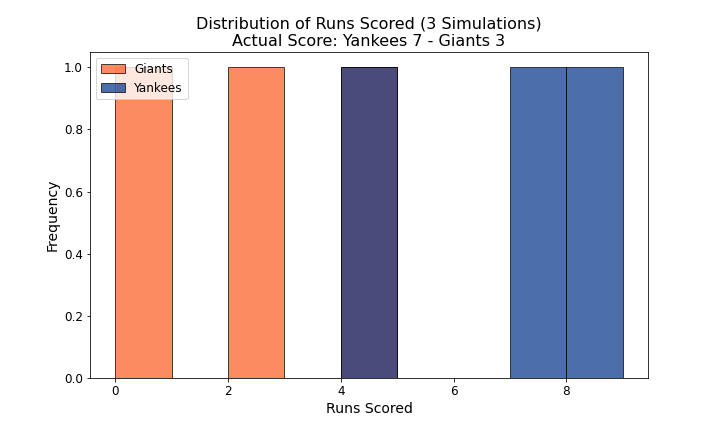 Distribution of Runs Scored (3 Simulations)
Actual Score: Yankees 7 - Giants 3
Giants
Yankees
1.0
0.8
0.6
0.4
0.2
0.0
Frequency
0 2 4 6 8
Runs Scored